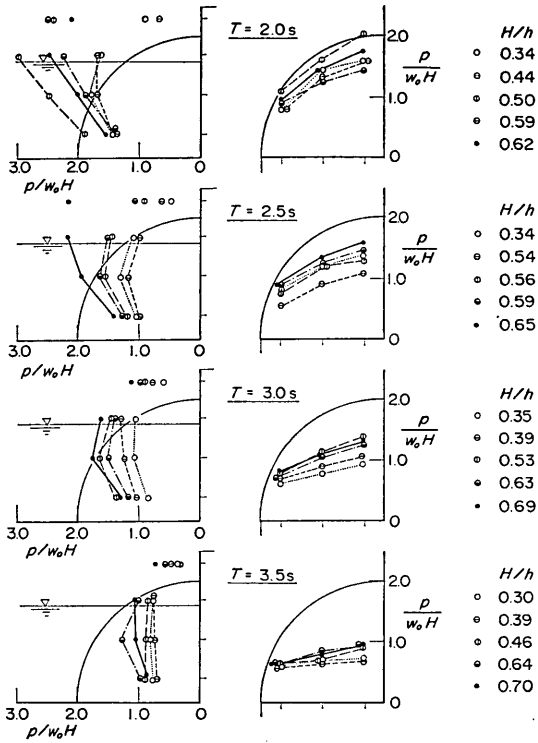 T = 2.0s
3.0 2.0 1.0 0
p/w₀H
2.0
p/w₀H
1.0
0
H/h
0.34
0.44
0.50
0.59
0.62
T = 2.5s
3.0 2.0 1.0 0
p/w₀H
2.0
p/w₀H
1.0
0
H/h
0.34
0.54
0.56
0.59
0.65
T = 3.0s
3.0 2.0 1.0 0
p/w₀H
2.0
p/w₀H
1.0
0
H/h
0.35
0.39
0.53
0.63
0.69
T = 3.5s
3.0 2.0 1.0 0
p/w₀H
2.0
p/w₀H
1.0
0
H/h
0.30
0.39
0.46
0.64
0.70